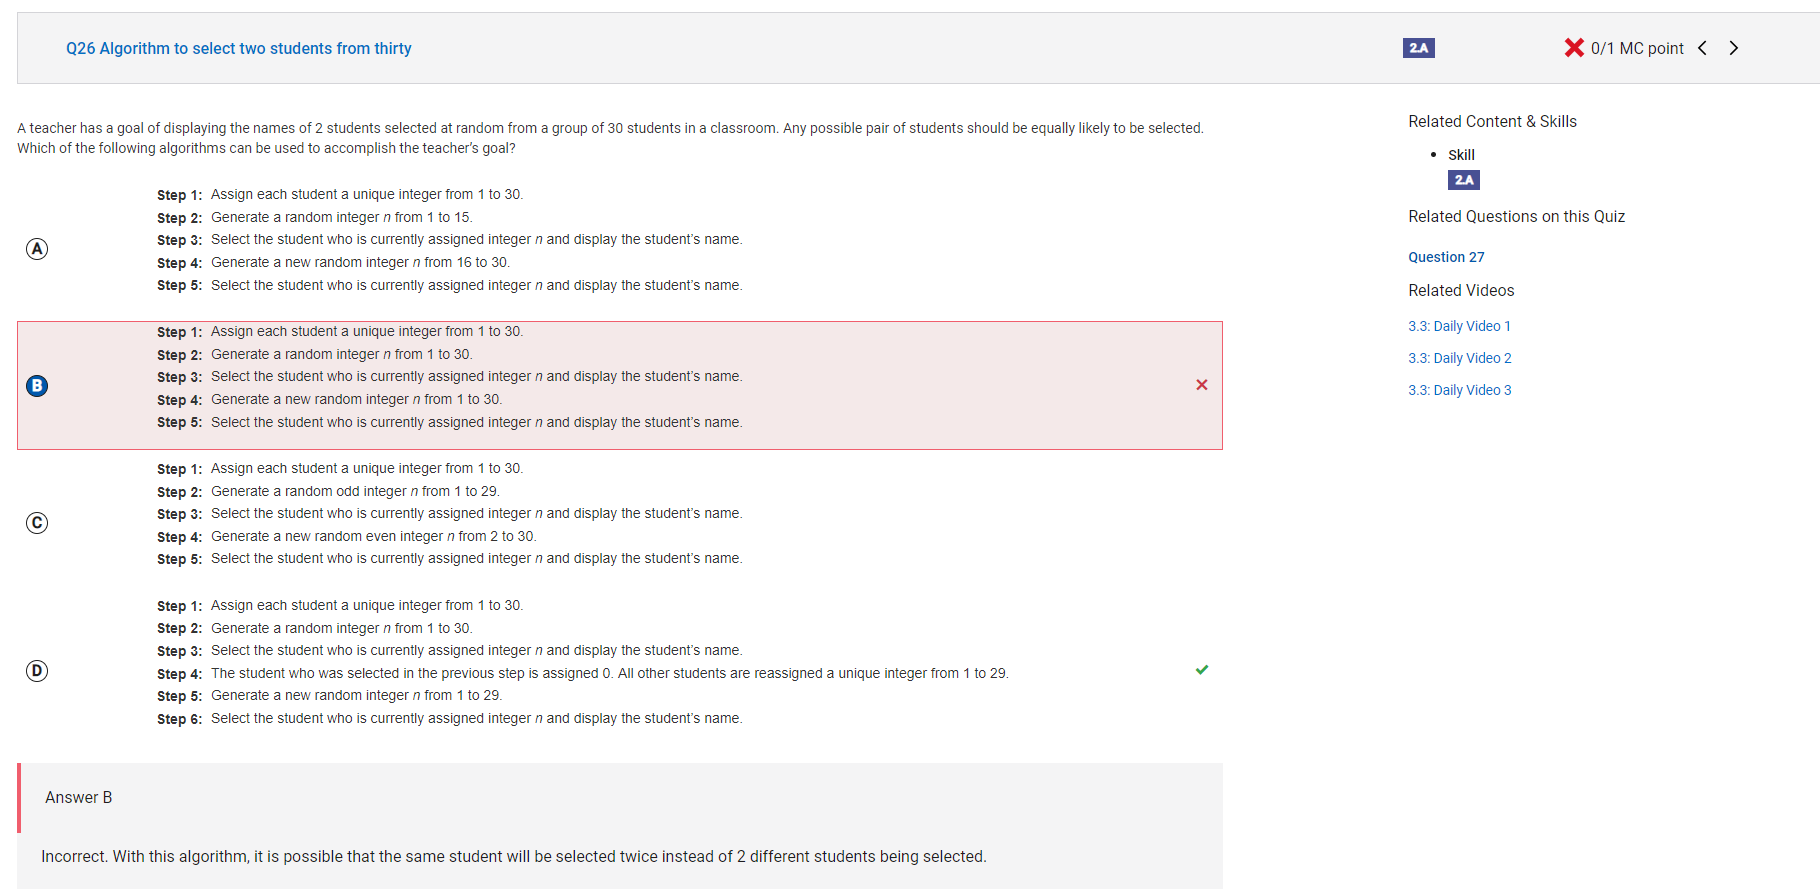 Q26 Algorithm to select two students from thirty
2.A
0/1 MC point
A teacher has a goal of displaying the names of 2 students selected at random from a group of 30 students in a classroom. Any possible pair of students should be equally likely to be selected.
Which of the following algorithms can be used to accomplish the teacher's goal?
A
Step 1: Assign each student a unique integer from 1 to 30.
Step 2: Generate a random integer n from 1 to 15.
Step 3: Select the student who is currently assigned integer n and display the student's name.
Step 4: Generate a new random integer n from 16 to 30.
Step 5: Select the student who is currently assigned integer n and display the student's name.
B
Step 1: Assign each student a unique integer from 1 to 30.
Step 2: Generate a random integer n from 1 to 30.
Step 3: Select the student who is currently assigned integer n and display the student's name.
Step 4: Generate a new random integer n from 1 to 30.
Step 5: Select the student who is currently assigned integer n and display the student's name.
C
Step 1: Assign each student a unique integer from 1 to 30.
Step 2: Generate a random odd integer n from 1 to 29.
Step 3: Select the student who is currently assigned integer n and display the student's name.
Step 4: Generate a new random even integer n from 2 to 30.
Step 5: Select the student who is currently assigned integer n and display the student's name.
D
Step 1: Assign each student a unique integer from 1 to 30.
Step 2: Generate a random integer n from 1 to 30.
Step 3: Select the student who is currently assigned integer n and display the student's name.
Step 4: The student who was selected in the previous step is assigned 0. All other students are reassigned a unique integer from 1 to 29.
Step 5: Generate a new random integer n from 1 to 29.
Step 6: Select the student who is currently assigned integer n and display the student's name.
Answer B
Incorrect. With this algorithm, it is possible that the same student will be selected twice instead of 2 different students being selected.
Related Content & Skills
• Skill
2.A
Related Questions on this Quiz
Question 27
Related Videos
3.3: Daily Video 1
3.3: Daily Video 2
3.3: Daily Video 3